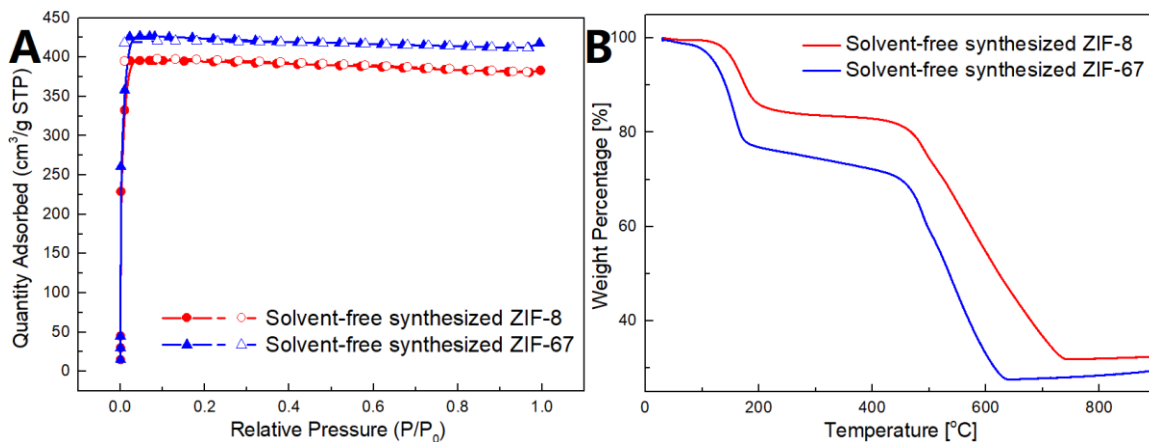 A
Quantity Adsorbed (cm³/g STP)
450
400
350
300
250
200
150
100
50
0
Solvent-free synthesized ZIF-8
Solvent-free synthesized ZIF-67
0.0 0.2 0.4 0.6 0.8 1.0
Relative Pressure (P/P₀)
B
Weight Percentage [%]
100
80
60
40
Solvent-free synthesized ZIF-8
Solvent-free synthesized ZIF-67
0 200 400 600 800
Temperature [°C]